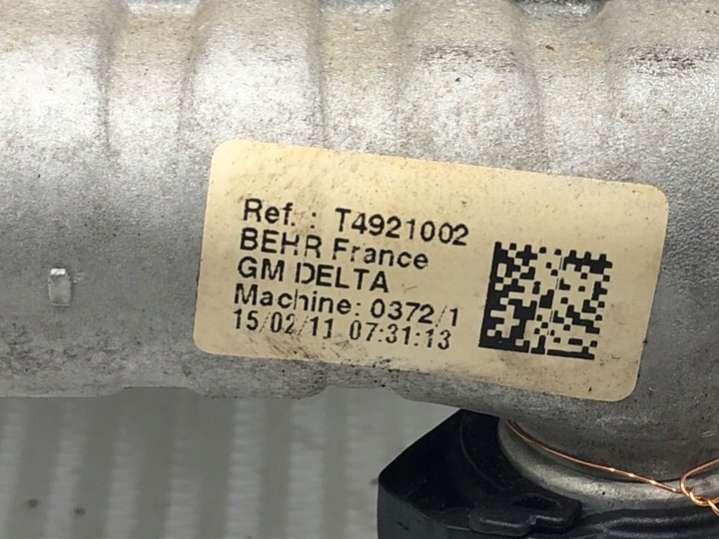 Ref. : T4921002
BEHR France
GM DELTA
Machine: 0372/1
15/02/11 07:31:13